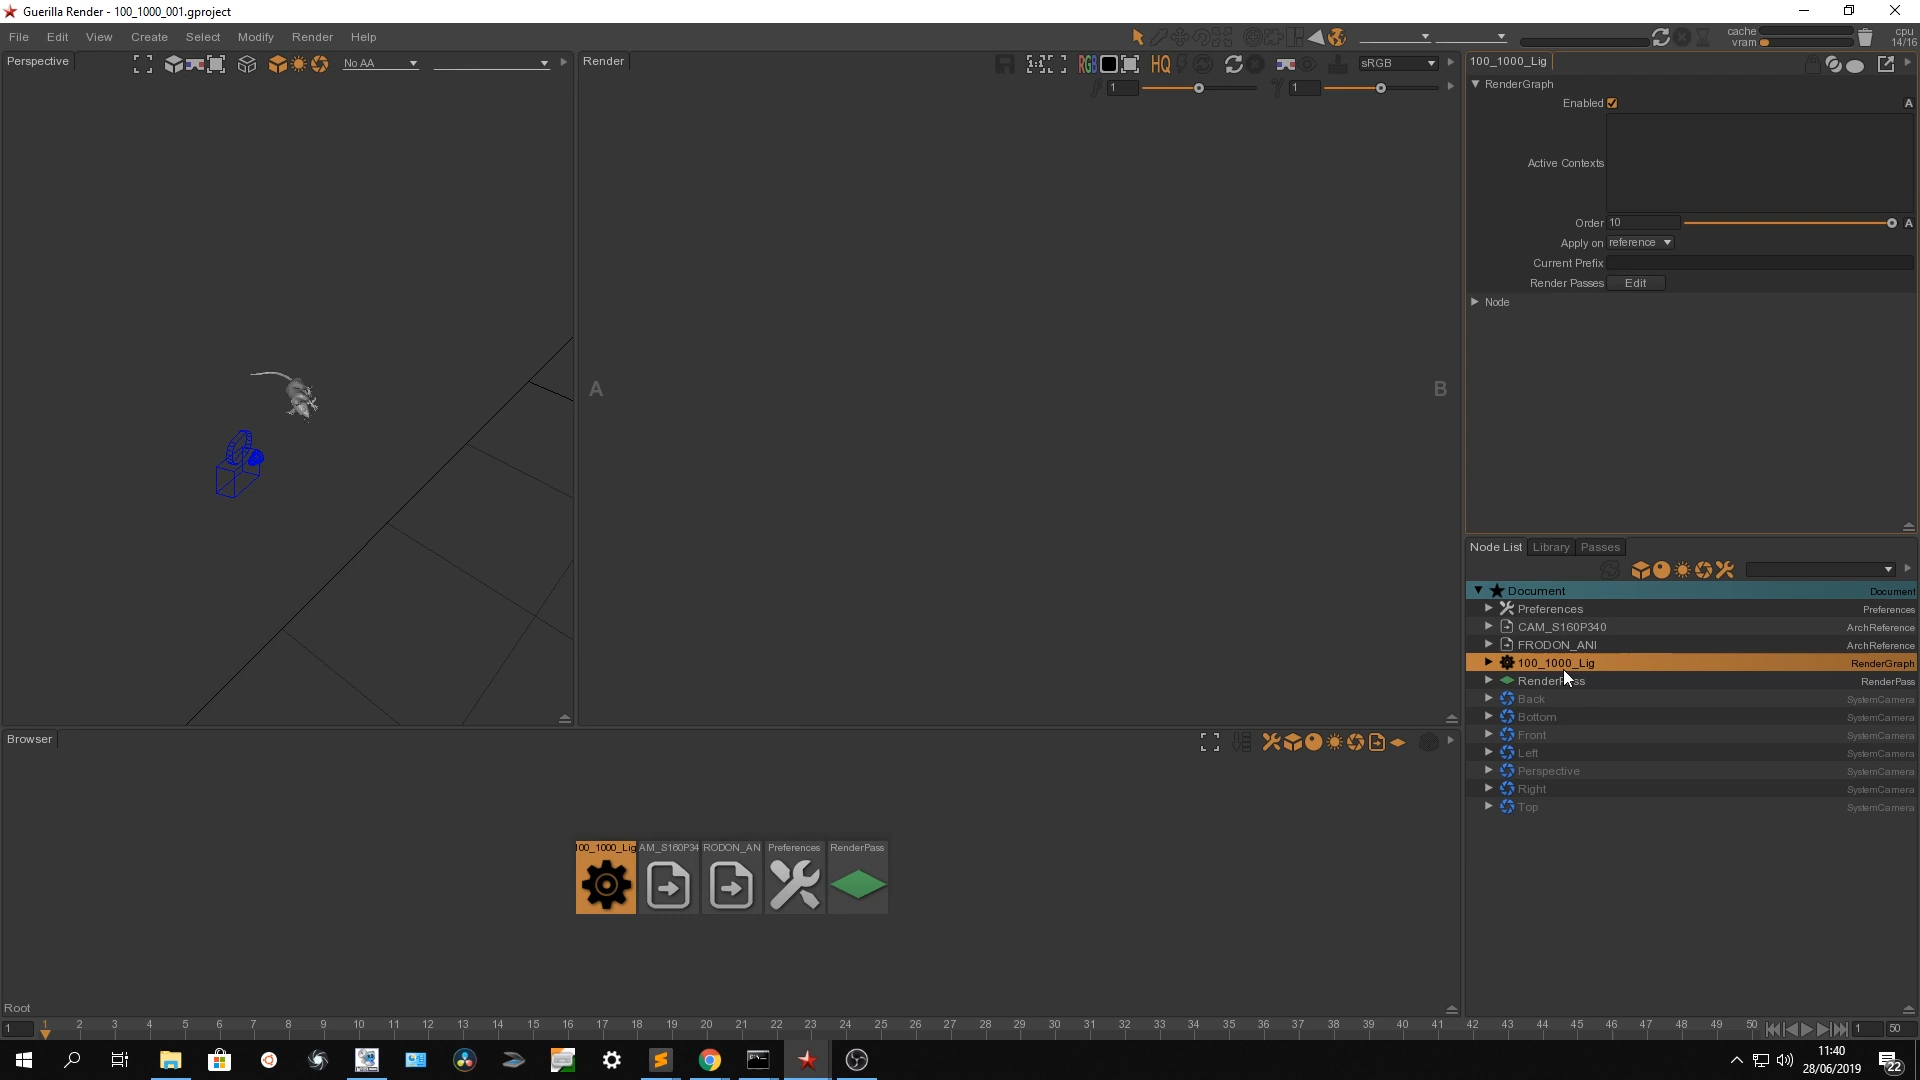 Guerilla Render - 100_1000_001.gproject
File Edit View Create Select Modify Render Help
cache
vram
cpu
14/16
Perspective
No AA
Render
RGB
1:1
HQ
sRGB
1
1
A
B
100_1000_Lig
RenderGraph
Enabled
A
Active Contexts
Order 10
A
Apply on reference
Current Prefix
Render Passes Edit
Node
Node List Library Passes
Document Document
Preferences Preferences
CAM_S160P340 ArchReference
FRODON_ANI ArchReference
100_1000_Lig RenderGraph
RenderPass RenderPass
Back SystemCamera
Bottom SystemCamera
Front SystemCamera
Left SystemCamera
Perspective SystemCamera
Right SystemCamera
Top SystemCamera
Browser
100_1000_Lig AM_S160P34 RODON_AN Preferences RenderPass
Root
1 1 2 3 4 5 6 7 8 9 10 11 12 13 14 15 16 17 18 19 20 21 22 23 24 25 26 27 28 29 30 31 32 33 34 35 36 37 38 39 40 41 42 43 44 45 46 47 48 49 50 1 50
11:40
28/06/2019
22